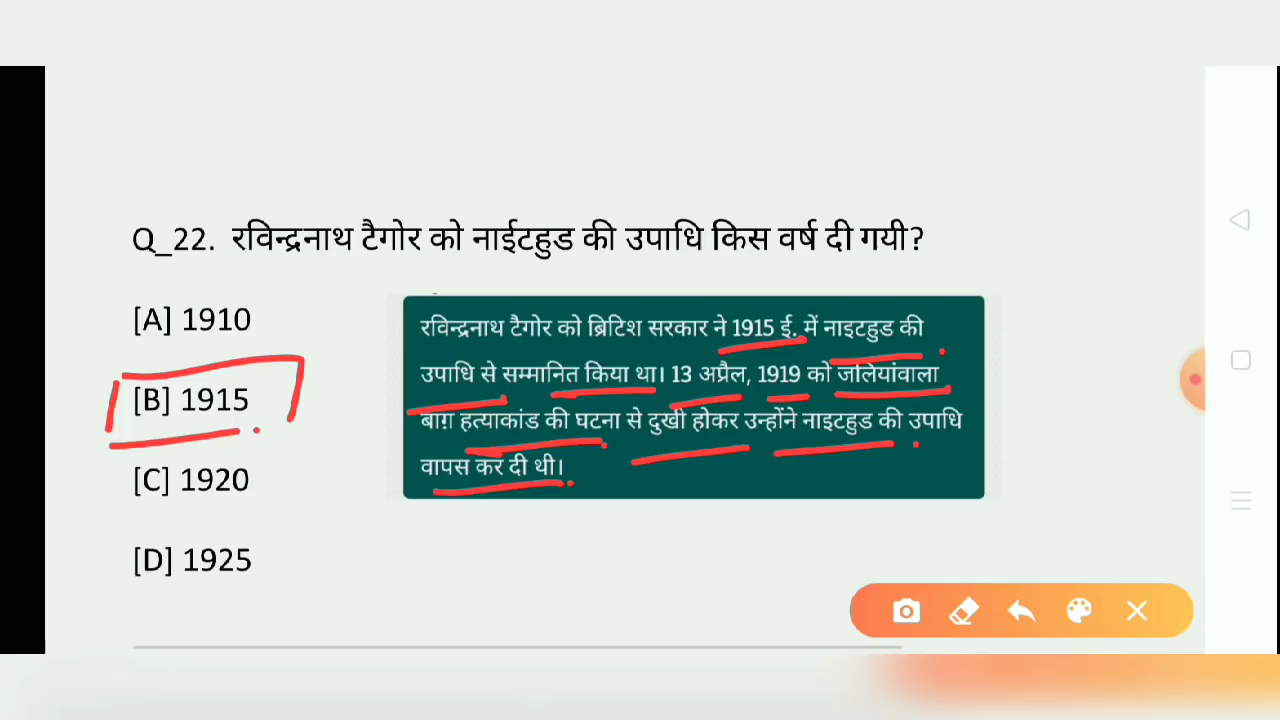 Q_22. रविन्द्रनाथ टैगोर को नाईटहुड की उपाधि किस वर्ष दी गयी?
[A] 1910
[B] 1915
[C] 1920
[D] 1925
रविन्द्रनाथ टैगोर को ब्रिटिश सरकार ने 1915 ई. में नाइटहुड की
उपाधि से सम्मानित किया था। 13 अप्रैल, 1919 को जलियांवाला
बाग़ हत्याकांड की घटना से दुखी होकर उन्होंने नाइटहुड की उपाधि
वापस कर दी थी।